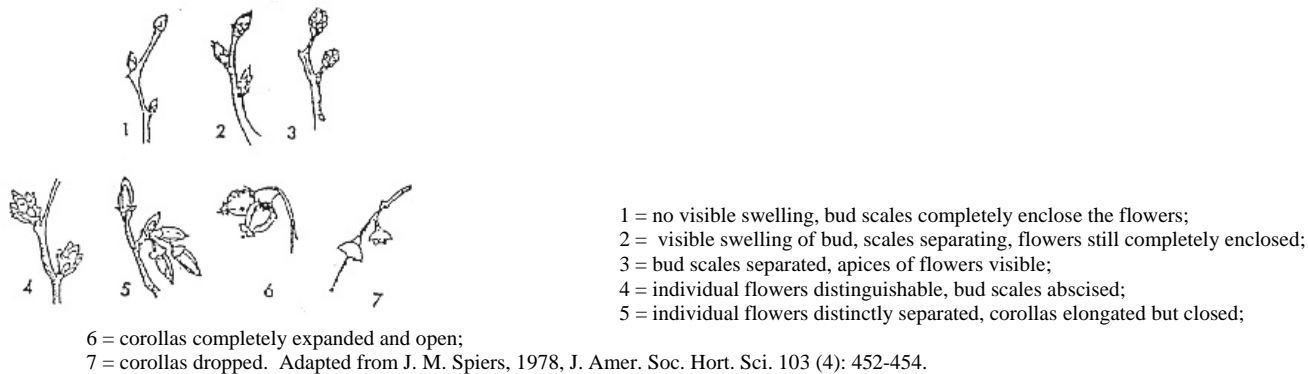 1 2 3
4 5 6 7
1 = no visible swelling, bud scales completely enclose the flowers;
2 = visible swelling of bud, scales separating, flowers still completely enclosed;
3 = bud scales separated, apices of flowers visible;
4 = individual flowers distinguishable, bud scales abscised;
5 = individual flowers distinctly separated, corollas elongated but closed;
6 = corollas completely expanded and open;
7 = corollas dropped. Adapted from J. M. Spiers, 1978, J. Amer. Soc. Hort. Sci. 103 (4): 452-454.